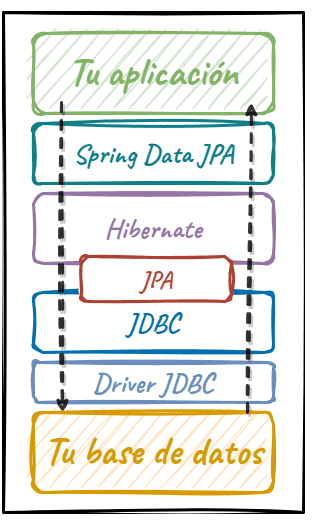 Tu aplicación
Spring Data JPA
Hibernate
JPA
JDBC
Driver JDBC
Tu base de datos